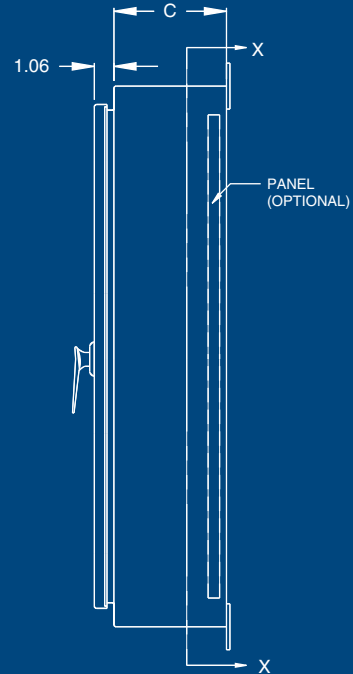 C
X
1.06
PANEL
(OPTIONAL)
X